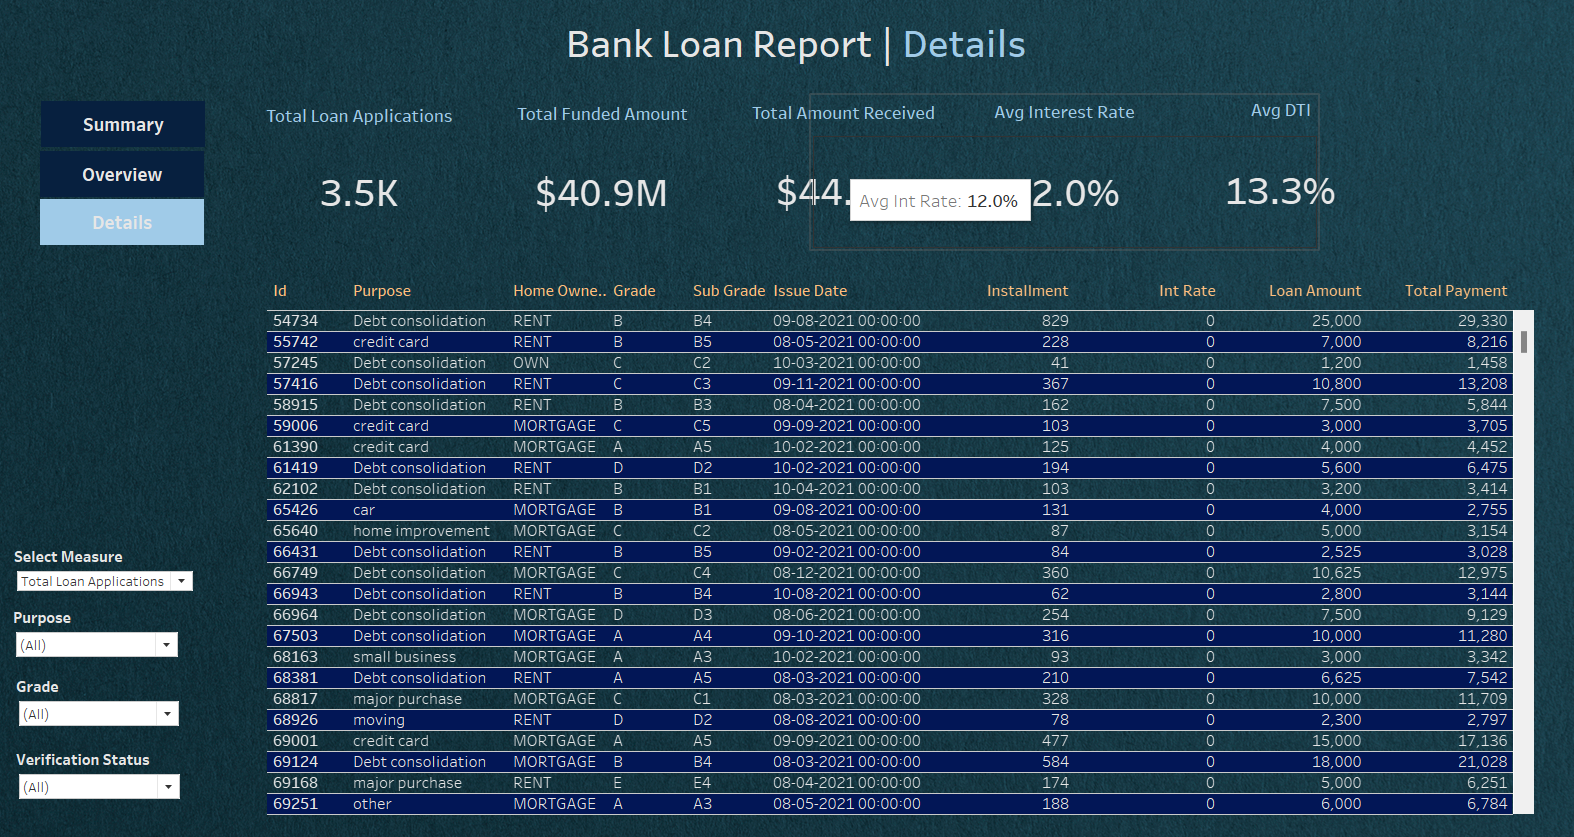 Bank Loan Report | Details
Summary
Overview
Details
Total Loan Applications
Total Funded Amount
Total Amount Received
Avg Interest Rate
Avg DTI
3.5K
$40.9M
$44.
Avg Int Rate: 12.0%
2.0%
13.3%
Id Purpose Home Owne.. Grade Sub Grade Issue Date Installment Int Rate Loan Amount Total Payment
54734 Debt consolidation RENT B B4 09-08-2021 00:00:00 829 0 25,000 29,330
55742 credit card RENT B B5 08-05-2021 00:00:00 228 0 7,000 8,216
57245 Debt consolidation OWN C C2 10-03-2021 00:00:00 41 0 1,200 1,458
57416 Debt consolidation RENT C C3 09-11-2021 00:00:00 367 0 10,800 13,208
58915 Debt consolidation RENT B B3 08-04-2021 00:00:00 162 0 7,500 5,844
59006 credit card MORTGAGE C C5 09-09-2021 00:00:00 103 0 3,000 3,705
61390 credit card MORTGAGE A A5 10-02-2021 00:00:00 125 0 4,000 4,452
61419 Debt consolidation RENT D D2 10-02-2021 00:00:00 194 0 5,600 6,475
62102 Debt consolidation RENT B B1 10-04-2021 00:00:00 103 0 3,200 3,414
65426 car MORTGAGE B B1 09-08-2021 00:00:00 131 0 4,000 2,755
65640 home improvement MORTGAGE C C2 08-05-2021 00:00:00 87 0 5,000 3,154
66431 Debt consolidation RENT B B5 09-02-2021 00:00:00 84 0 2,525 3,028
66749 Debt consolidation MORTGAGE C C4 08-12-2021 00:00:00 360 0 10,625 12,975
66943 Debt consolidation RENT B B4 10-08-2021 00:00:00 62 0 2,800 3,144
66964 Debt consolidation MORTGAGE D D3 08-06-2021 00:00:00 254 0 7,500 9,129
67503 Debt consolidation MORTGAGE A A4 09-10-2021 00:00:00 316 0 10,000 11,280
68163 small business MORTGAGE A A3 10-02-2021 00:00:00 93 0 3,000 3,342
68381 Debt consolidation RENT A A5 08-03-2021 00:00:00 210 0 6,625 7,542
68817 major purchase MORTGAGE C C1 08-03-2021 00:00:00 328 0 10,000 11,709
68926 moving RENT D D2 08-08-2021 00:00:00 78 0 2,300 2,797
69001 credit card MORTGAGE A A5 09-09-2021 00:00:00 477 0 15,000 17,136
69124 Debt consolidation MORTGAGE B B4 08-03-2021 00:00:00 584 0 18,000 21,028
69168 major purchase RENT E E4 08-04-2021 00:00:00 174 0 5,000 6,251
69251 other MORTGAGE A A3 08-05-2021 00:00:00 188 0 6,000 6,784
Select Measure
Total Loan Applications
Purpose
(All)
Grade
(All)
Verification Status
(All)